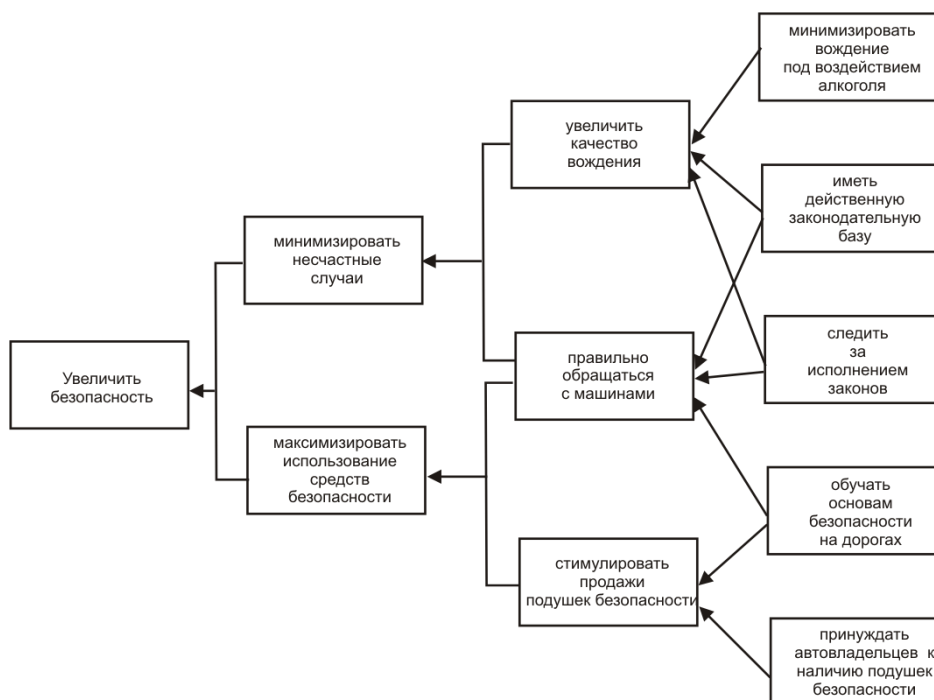 минимизировать
вождение
под воздействием
алкоголя
увеличить
качество
вождения
иметь
действенную
законодательную
базу
минимизировать
несчастные
случаи
следить
за
исполнением
законов
правильно
обращаться
с машинами
Увеличить
безопасность
максимизировать
использование
средств
безопасности
обучать
основам
безопасности
на дорогах
стимулировать
продажи
подушек безопасности
принуждать
автовладельцев к
наличию подушек
безопасности